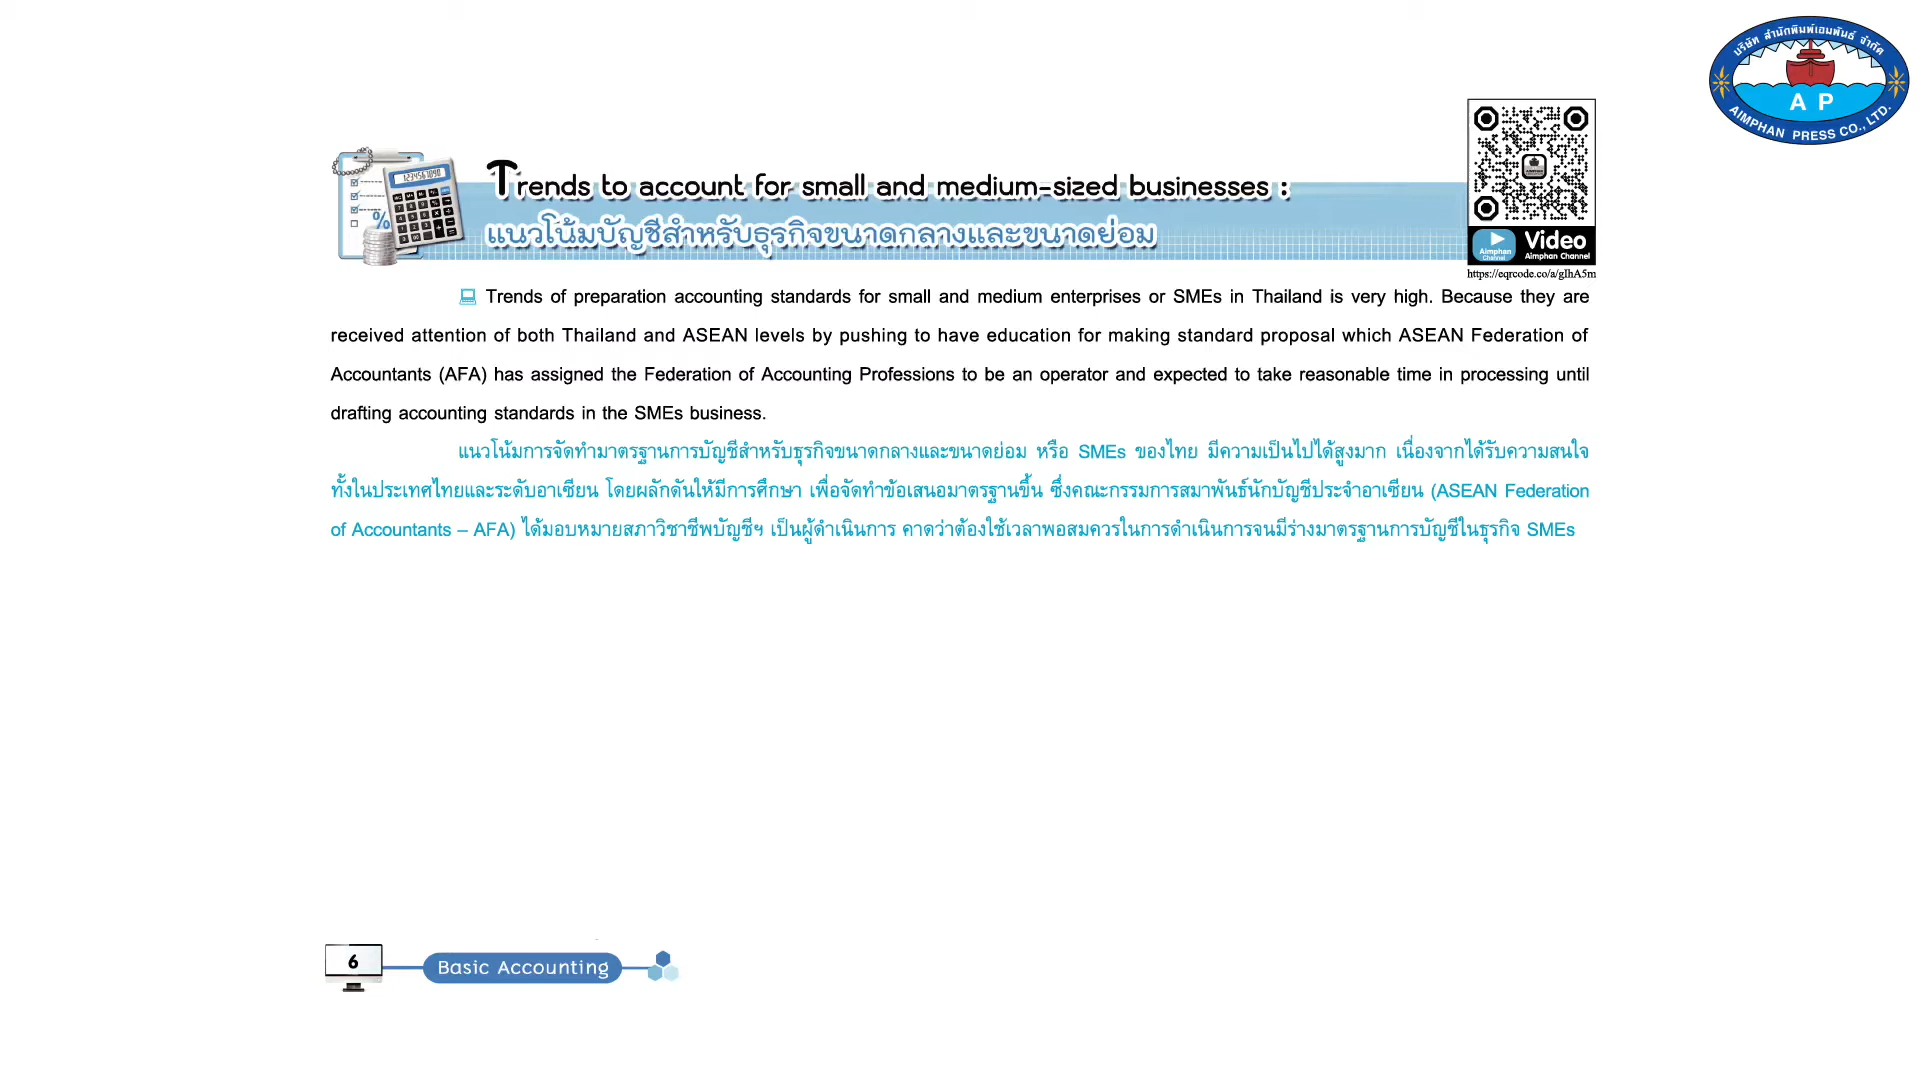 บริษัท สำนักพิมพ์เอมพันธ์ จำกัด
A P
AIMPHAN PRESS CO., LTD.
1234567890
%
Trends to account for small and medium-sized businesses :
แนวโน้มบัญชีสำหรับธุรกิจขนาดกลางและขนาดย่อม
Aimphan Channel
Video
Aimphan Channel
https://eqrcode.co/a/gIhA5m
Trends of preparation accounting standards for small and medium enterprises or SMEs in Thailand is very high. Because they are
received attention of both Thailand and ASEAN levels by pushing to have education for making standard proposal which ASEAN Federation of
Accountants (AFA) has assigned the Federation of Accounting Professions to be an operator and expected to take reasonable time in processing until
drafting accounting standards in the SMEs business.
แนวโน้มการจัดทำมาตรฐานการบัญชีสำหรับธุรกิจขนาดกลางและขนาดย่อม หรือ SMEs ของไทย มีความเป็นไปได้สูงมาก เนื่องจากได้รับความสนใจ
ทั้งในประเทศไทยและระดับอาเซียน โดยผลักดันให้มีการศึกษา เพื่อจัดทำข้อเสนอมาตรฐานขึ้น ซึ่งคณะกรรมการสมาพันธ์นักบัญชีประจำอาเซียน (ASEAN Federation
of Accountants – AFA) ได้มอบหมายสภาวิชาชีพบัญชีฯ เป็นผู้ดำเนินการ คาดว่าต้องใช้เวลาพอสมควรในการดำเนินการจนมีร่างมาตรฐานการบัญชีในธุรกิจ SMEs
6
Basic Accounting